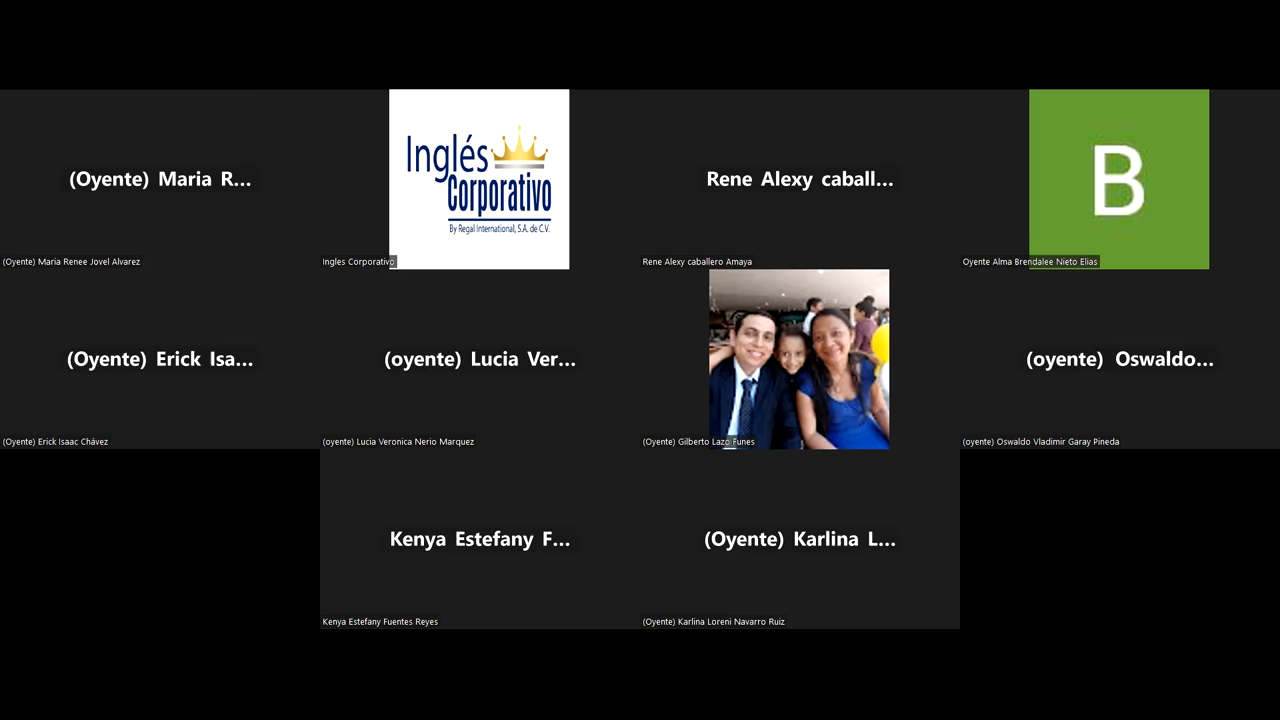 (Oyente) Maria R...
(Oyente) Maria Renee Jovel Alvarez
Inglés
Corporativo
By Regal International, S.A. de C.V.
Ingles Corporativo
Rene Alexy caball...
Rene Alexy caballero Amaya
B
Oyente Alma Brendalee Nieto Elias
(Oyente) Erick Isa...
(Oyente) Erick Isaac Chávez
(oyente) Lucia Ver...
(oyente) Lucia Veronica Nerio Marquez
(Oyente) Gilberto Lazo Funes
(oyente) Oswaldo...
(oyente) Oswaldo Vladimir Garay Pineda
Kenya Estefany F...
Kenya Estefany Fuentes Reyes
(Oyente) Karlina L...
(Oyente) Karlina Loreni Navarro Ruiz